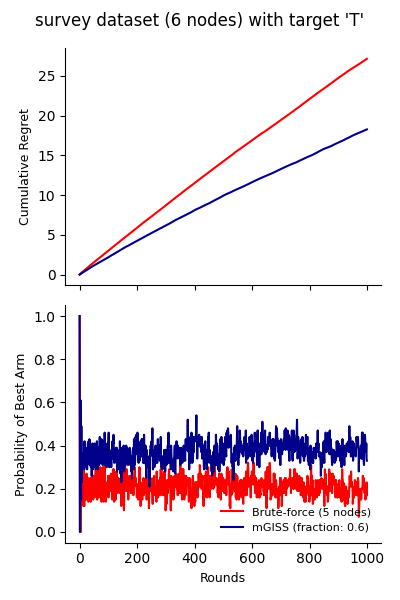 survey dataset (6 nodes) with target 'T'
25
20
15
10
5
0
Cumulative Regret
1.0
0.8
0.6
0.4
0.2
0.0
Probability of Best Arm
Brute-force (5 nodes)
mGISS (fraction: 0.6)
0 200 400 600 800 1000
Rounds